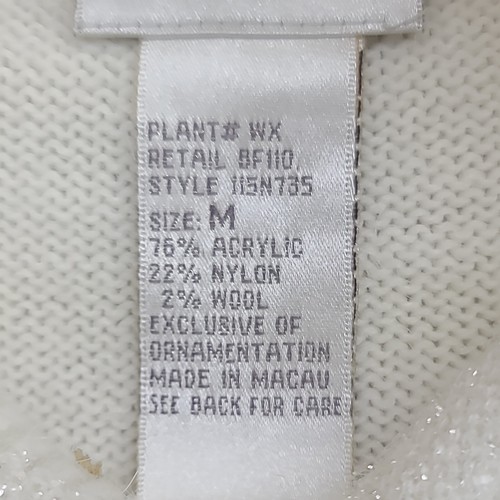 PLANT# WX
RETAIL BF110
STYLE 115N735
SIZE: M
76% ACRYLIC
22% NYLON
2% WOOL
EXCLUSIVE OF
ORNAMENTATION
MADE IN MACAU
SEE BACK FOR CARE